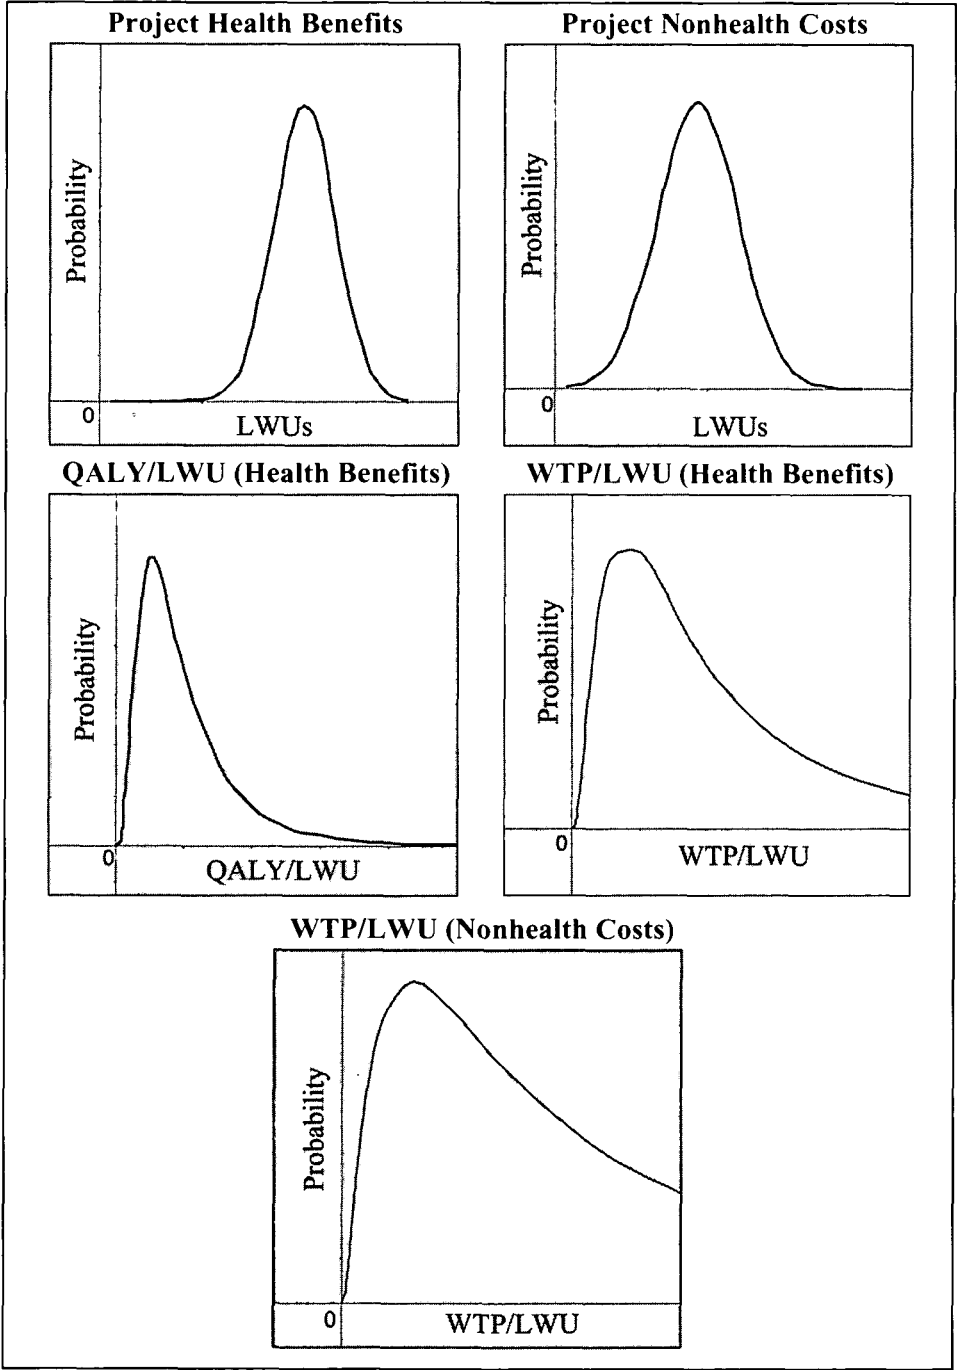 Project Health Benefits
Probability
0
LWUs
Project Nonhealth Costs
Probability
0
LWUs
QALY/LWU (Health Benefits)
Probability
0
QALY/LWU
WTP/LWU (Health Benefits)
Probability
0
WTP/LWU
WTP/LWU (Nonhealth Costs)
Probability
0
WTP/LWU